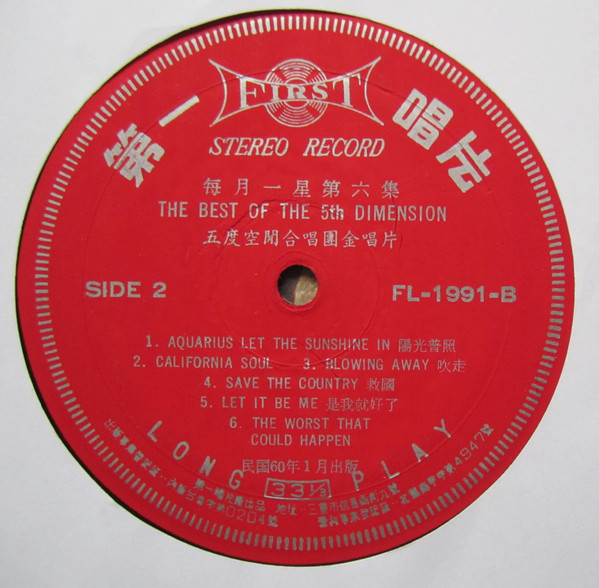 FIRST
第一唱片
STEREO RECORD
每月一星第六集
THE BEST OF THE 5th DIMENSION
五度空間合唱團金唱片
SIDE 2
FL-1991-B
1. AQUARIUS LET THE SUNSHINE IN 陽光普照
2. CALIFORNIA SOUL 3. BLOWING AWAY 吹走
4. SAVE THE COUNTRY 救國
5. LET IT BE ME 是我就好了
6. THE WORST THAT
COULD HAPPEN
LONG PLAY
民国60年1月出版
33⅓